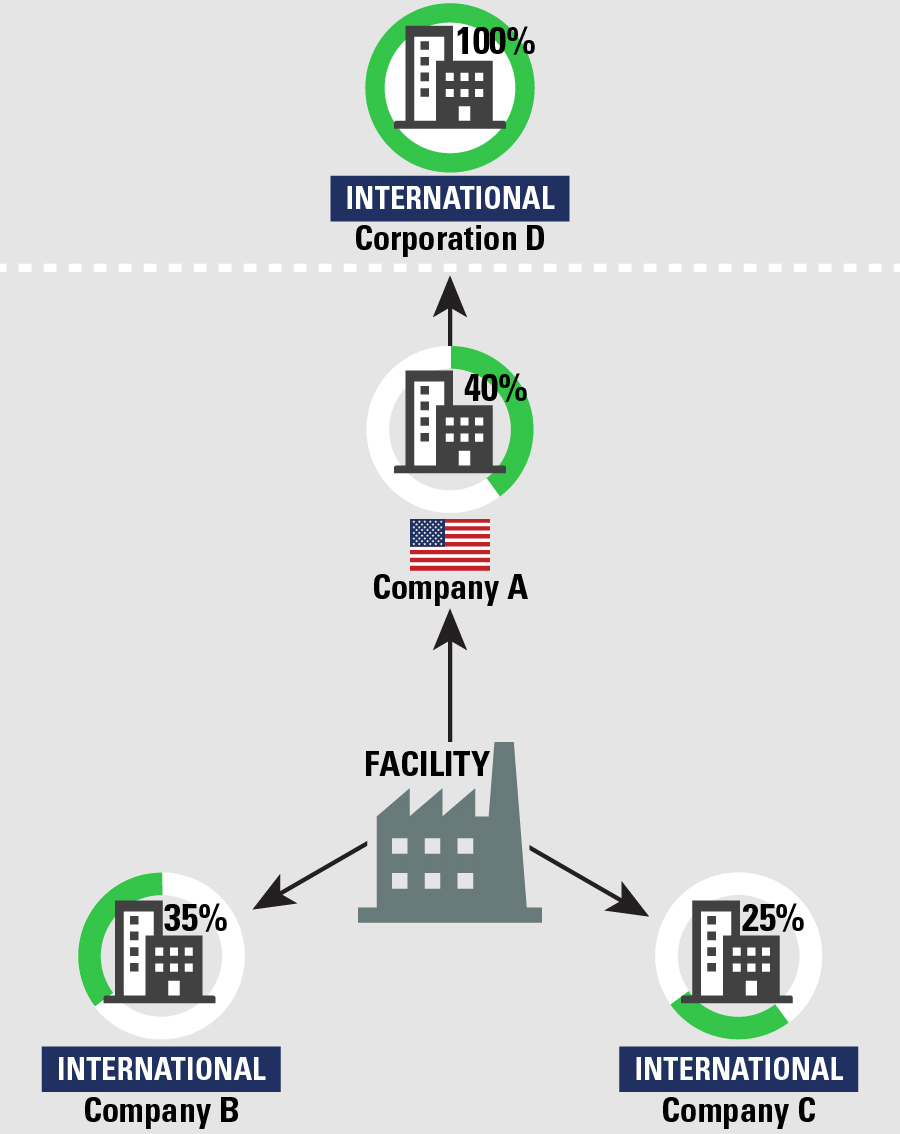 100%
INTERNATIONAL
Corporation D
40%
Company A
FACILITY
35%
25%
INTERNATIONAL
Company B
INTERNATIONAL
Company C